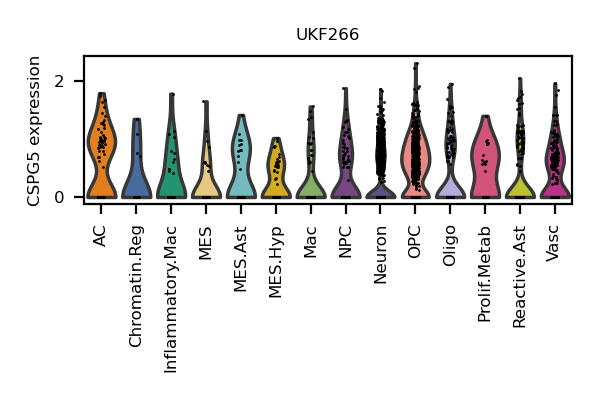 UKF266
CSPG5 expression
2
0
AC
Chromatin.Reg
Inflammatory.Mac
MES
MES.Ast
MES.Hyp
Mac
NPC
Neuron
OPC
Oligo
Prolif.Metab
Reactive.Ast
Vasc